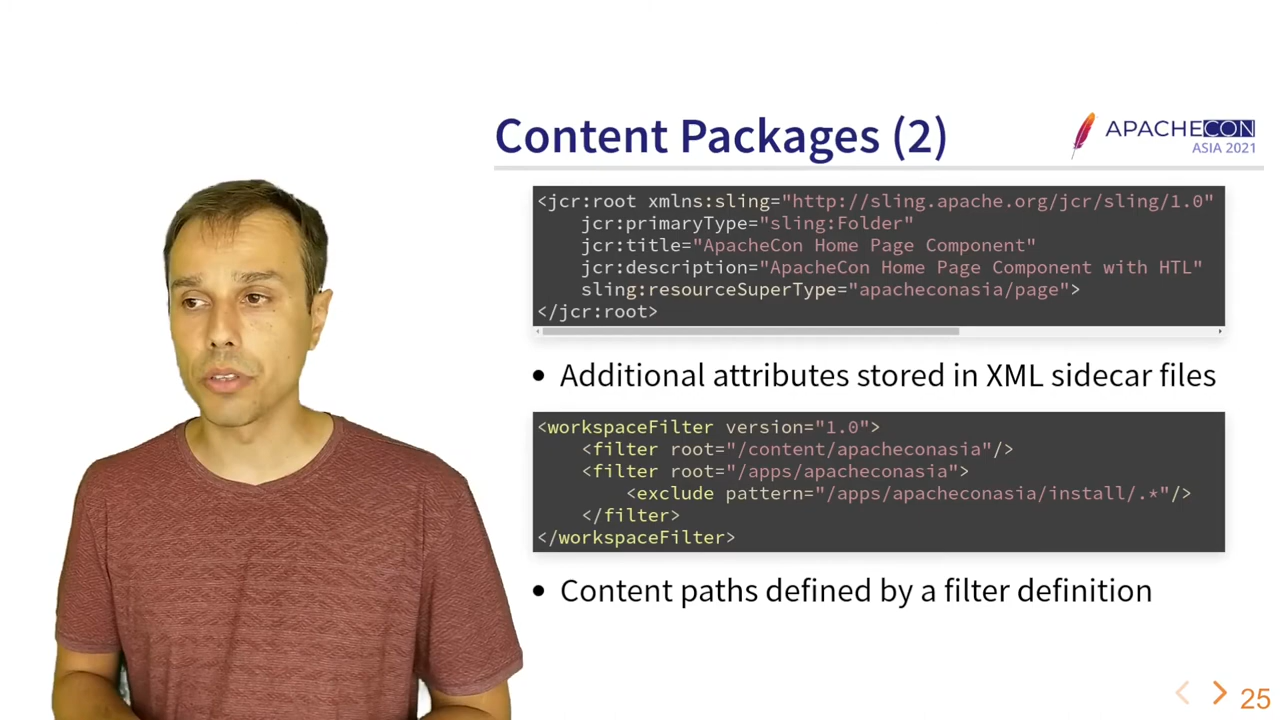 Content Packages (2)
APACHECON
ASIA 2021
<jcr:root xmlns:sling="http://sling.apache.org/jcr/sling/1.0"
jcr:primaryType="sling:Folder"
jcr:title="ApacheCon Home Page Component"
jcr:description="ApacheCon Home Page Component with HTL"
sling:resourceSuperType="apacheconasia/page">
</jcr:root>
• Additional attributes stored in XML sidecar files
<workspaceFilter version="1.0">
<filter root="/content/apacheconasia"/>
<filter root="/apps/apacheconasia">
<exclude pattern="/apps/apacheconasia/install/.*"/>
</filter>
</workspaceFilter>
• Content paths defined by a filter definition
25